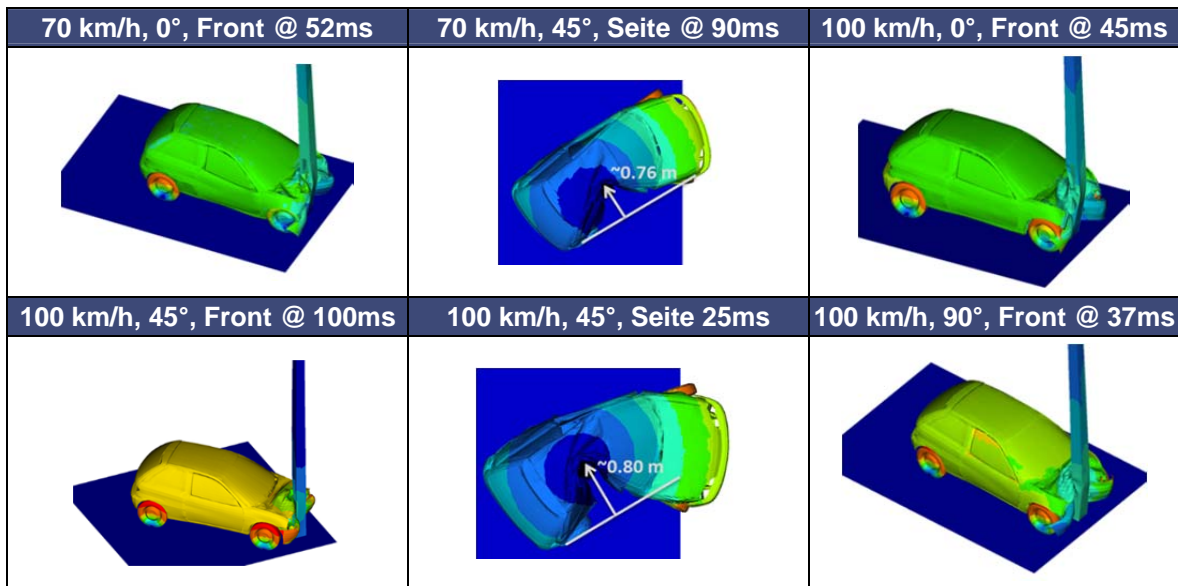 70 km/h, 0°, Front @ 52ms
70 km/h, 45°, Seite @ 90ms
100 km/h, 0°, Front @ 45ms
~0.76 m
100 km/h, 45°, Front @ 100ms
100 km/h, 45°, Seite 25ms
100 km/h, 90°, Front @ 37ms
~0.80 m